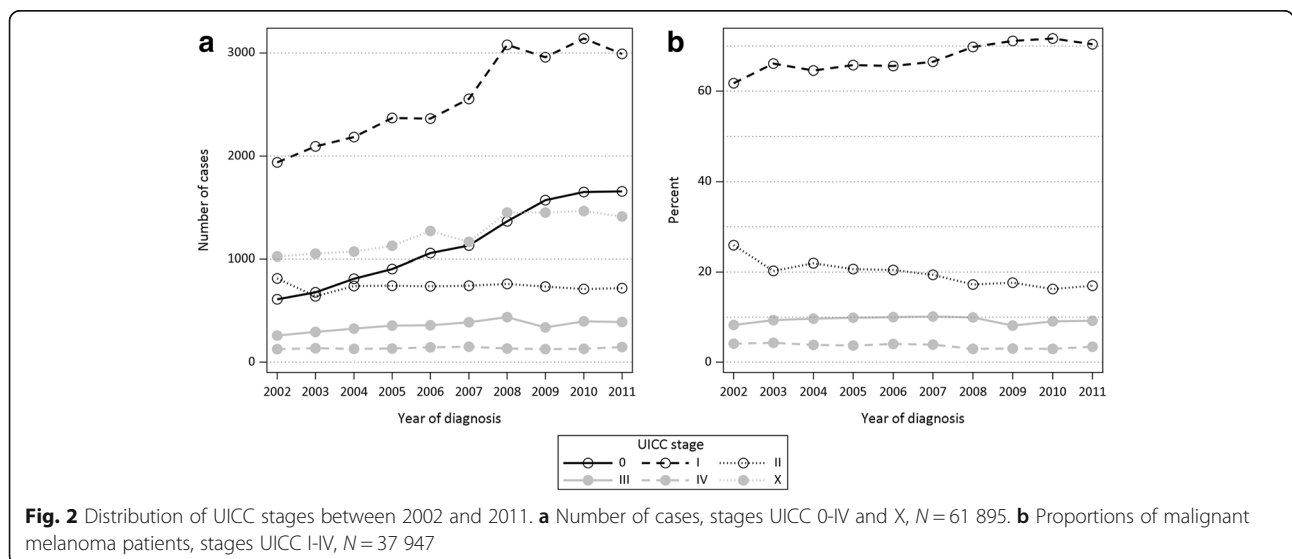 a
b
3000
2000
1000
0
Number of cases
2002 2003 2004 2005 2006 2007 2008 2009 2010 2011
Year of diagnosis
60
40
20
0
Percent
2002 2003 2004 2005 2006 2007 2008 2009 2010 2011
Year of diagnosis
UICC stage
0 I II
III IV X
Fig. 2 Distribution of UICC stages between 2002 and 2011. a Number of cases, stages UICC 0-IV and X, N = 61 895. b Proportions of malignant
melanoma patients, stages UICC I-IV, N = 37 947